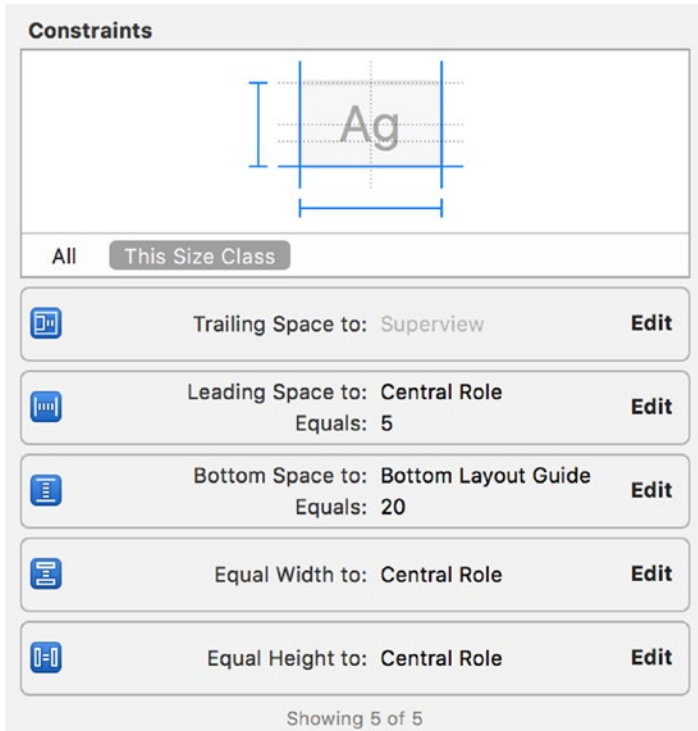 Constraints
Ag
All This Size Class
Trailing Space to: Superview Edit
Leading Space to: Central Role Edit
Equals: 5
Bottom Space to: Bottom Layout Guide Edit
Equals: 20
Equal Width to: Central Role Edit
Equal Height to: Central Role Edit
Showing 5 of 5